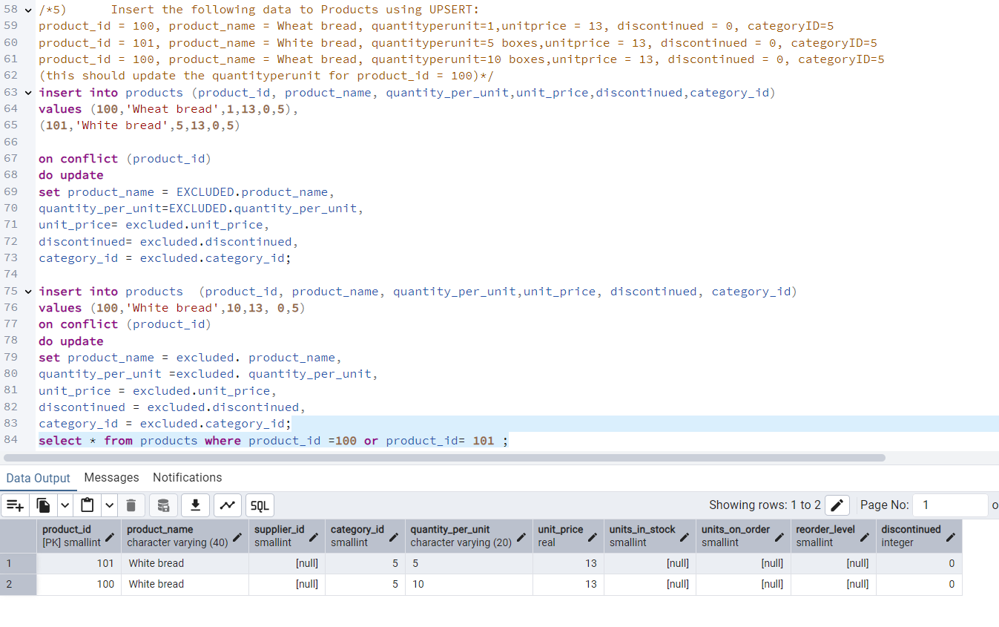 58 /*5) Insert the following data to Products using UPSERT:
59 product_id = 100, product_name = Wheat bread, quantityperunit=1,unitprice = 13, discontinued = 0, categoryID=5
60 product_id = 101, product_name = White bread, quantityperunit=5 boxes,unitprice = 13, discontinued = 0, categoryID=5
61 product_id = 100, product_name = Wheat bread, quantityperunit=10 boxes,unitprice = 13, discontinued = 0, categoryID=5
62 (this should update the quantityperunit for product_id = 100)*/
63 insert into products (product_id, product_name, quantity_per_unit,unit_price,discontinued,category_id)
64 values (100,'Wheat bread',1,13,0,5),
65 (101,'White bread',5,13,0,5)
66
67 on conflict (product_id)
68 do update
69 set product_name = EXCLUDED.product_name,
70 quantity_per_unit=EXCLUDED.quantity_per_unit,
71 unit_price= excluded.unit_price,
72 discontinued= excluded.discontinued,
73 category_id = excluded.category_id;
74
75 insert into products  (product_id, product_name, quantity_per_unit,unit_price, discontinued, category_id)
76 values (100,'White bread',10,13, 0,5)
77 on conflict (product_id)
78 do update
79 set product_name = excluded. product_name,
80 quantity_per_unit =excluded. quantity_per_unit,
81 unit_price = excluded.unit_price,
82 discontinued = excluded.discontinued,
83 category_id = excluded.category_id;
84 select * from products where product_id =100 or product_id= 101 ;
Data Output Messages Notifications
SQL Showing rows: 1 to 2 Page No: 1 o
product_id product_name supplier_id category_id quantity_per_unit unit_price units_in_stock units_on_order reorder_level discontinued
[PK] smallint character varying (40) smallint smallint character varying (20) real smallint smallint smallint integer
1 101 White bread [null] 5 5 13 [null] [null] [null] 0
2 100 White bread [null] 5 10 13 [null] [null] [null] 0